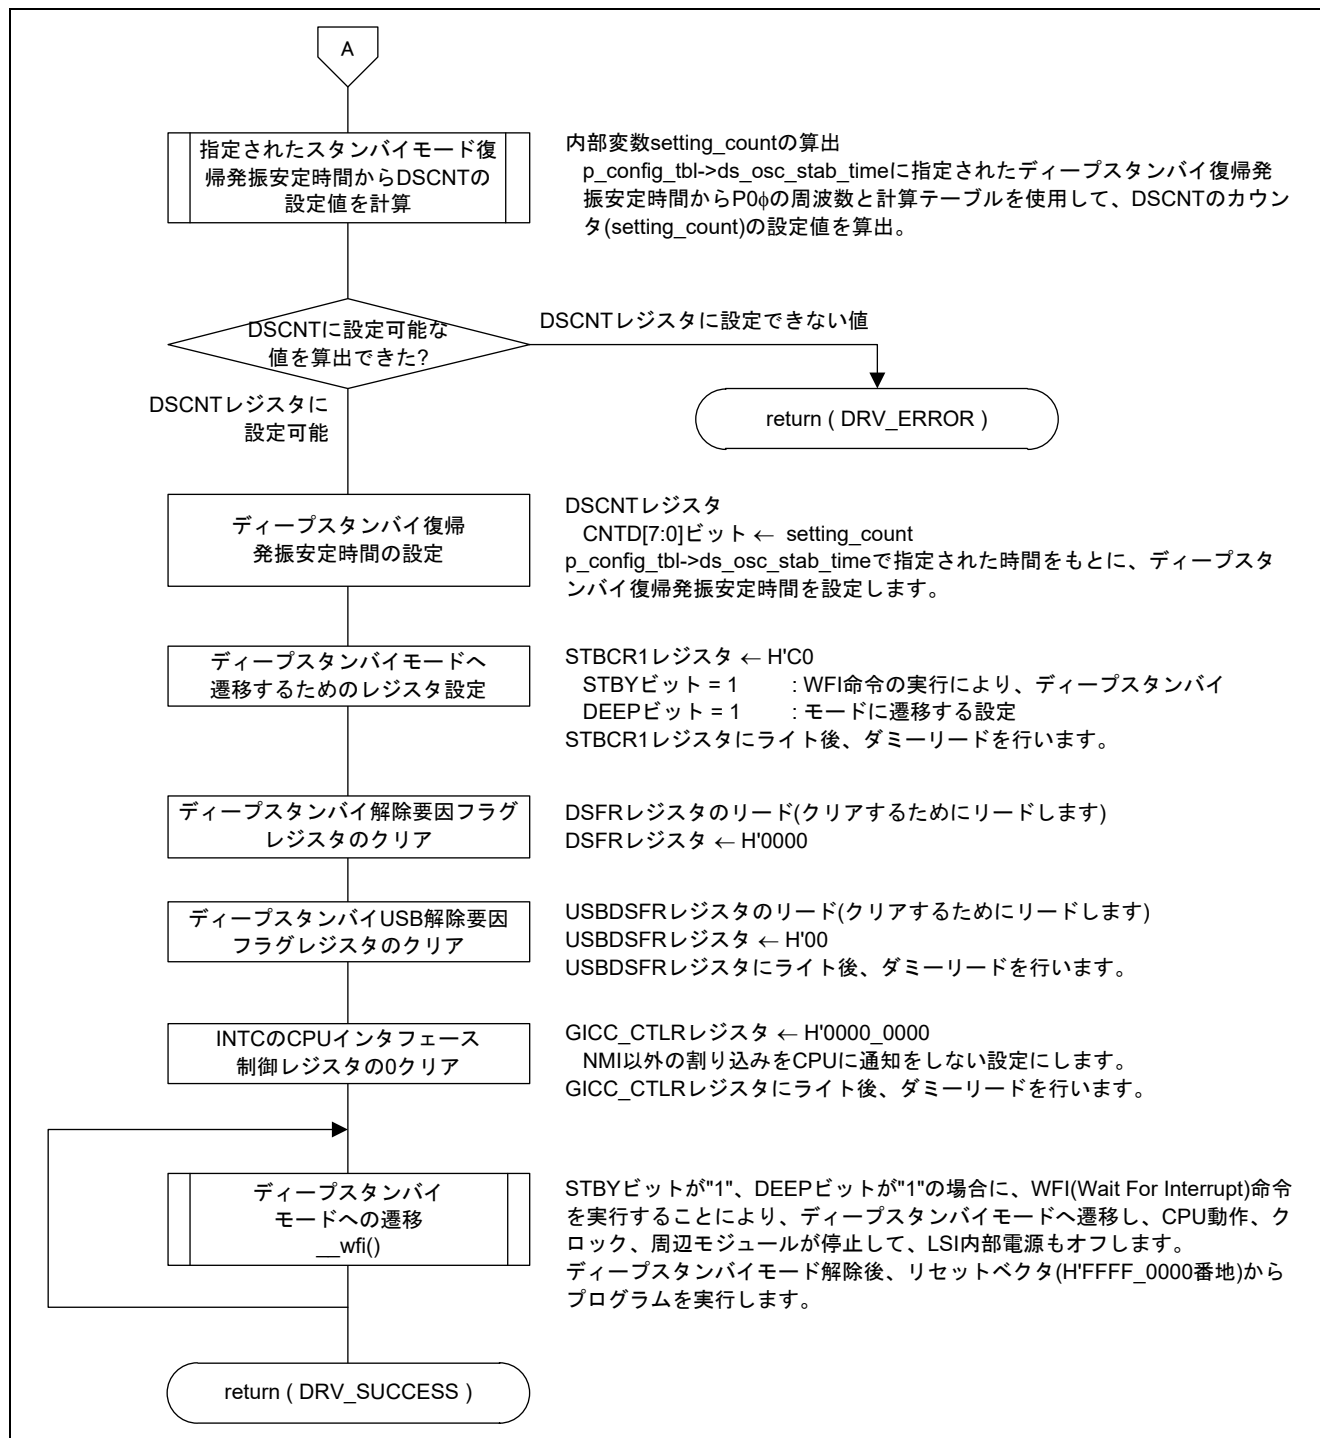 A
指定されたスタンバイモード復
帰発振安定時間からDSCNTの
設定値を計算
内部変数setting_countの算出
p_config_tbl->ds_osc_stab_timeに指定されたディープスタンバイ復帰発
振安定時間からP0φの周波数と計算テーブルを使用して、DSCNTのカウン
タ(setting_count)の設定値を算出。
DSCNTに設定可能な
値を算出できた?
DSCNTレジスタに設定できない値
return ( DRV_ERROR )
DSCNTレジスタに
設定可能
ディープスタンバイ復帰
発振安定時間の設定
DSCNTレジスタ
CNTD[7:0]ビット ← setting_count
p_config_tbl->ds_osc_stab_timeで指定された時間をもとに、ディープスタ
ンバイ復帰発振安定時間を設定します。
ディープスタンバイモードへ
遷移するためのレジスタ設定
STBCR1レジスタ ← H'C0
STBYビット = 1 : WFI命令の実行により、ディープスタンバイ
DEEPビット = 1 : モードに遷移する設定
STBCR1レジスタにライト後、ダミーリードを行います。
ディープスタンバイ解除要因フラグ
レジスタのクリア
DSFRレジスタのリード(クリアするためにリードします)
DSFRレジスタ ← H'0000
ディープスタンバイUSB解除要因
フラグレジスタのクリア
USBDSFRレジスタのリード(クリアするためにリードします)
USBDSFRレジスタ ← H'00
USBDSFRレジスタにライト後、ダミーリードを行います。
INTCのCPUインタフェース
制御レジスタの0クリア
GICC_CTLRレジスタ ← H'0000_0000
NMI以外の割り込みをCPUに通知をしない設定にします。
GICC_CTLRレジスタにライト後、ダミーリードを行います。
ディープスタンバイ
モードへの遷移
__wfi()
STBYビットが"1"、DEEPビットが"1"の場合に、WFI(Wait For Interrupt)命令
を実行することにより、ディープスタンバイモードへ遷移し、CPU動作、ク
ロック、周辺モジュールが停止して、LSI内部電源もオフします。
ディープスタンバイモード解除後、リセットベクタ(H'FFFF_0000番地)から
プログラムを実行します。
return ( DRV_SUCCESS )